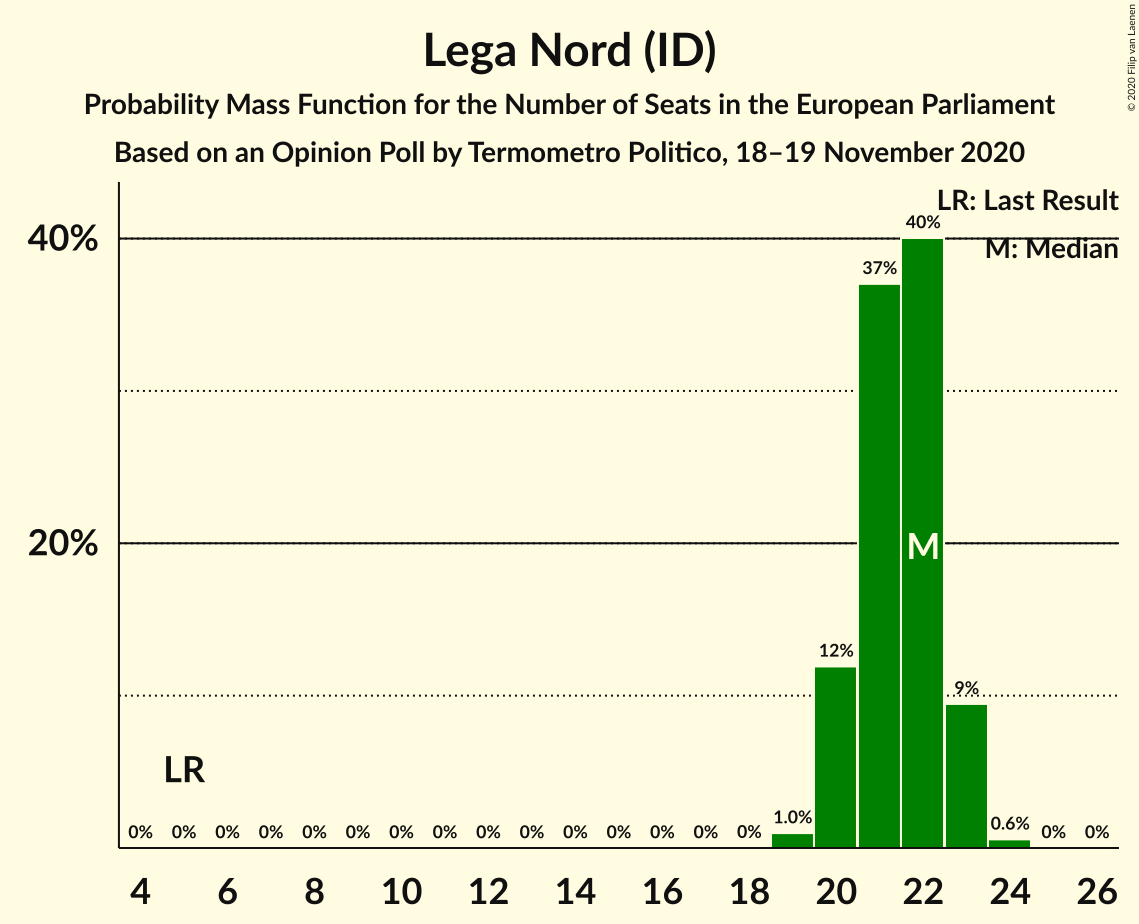 Lega Nord (ID)
Probability Mass Function for the Number of Seats in the European Parliament
Based on an Opinion Poll by Termometro Politico, 18–19 November 2020
© 2020 Filip van Laenen
LR: Last Result
M: Median
40%
20%
40%
37%
M
12%
9%
LR
1.0%
0.6%
0% 0% 0% 0% 0% 0% 0% 0% 0% 0% 0% 0% 0% 0% 0% 0% 0%
4 6 8 10 12 14 16 18 20 22 24 26